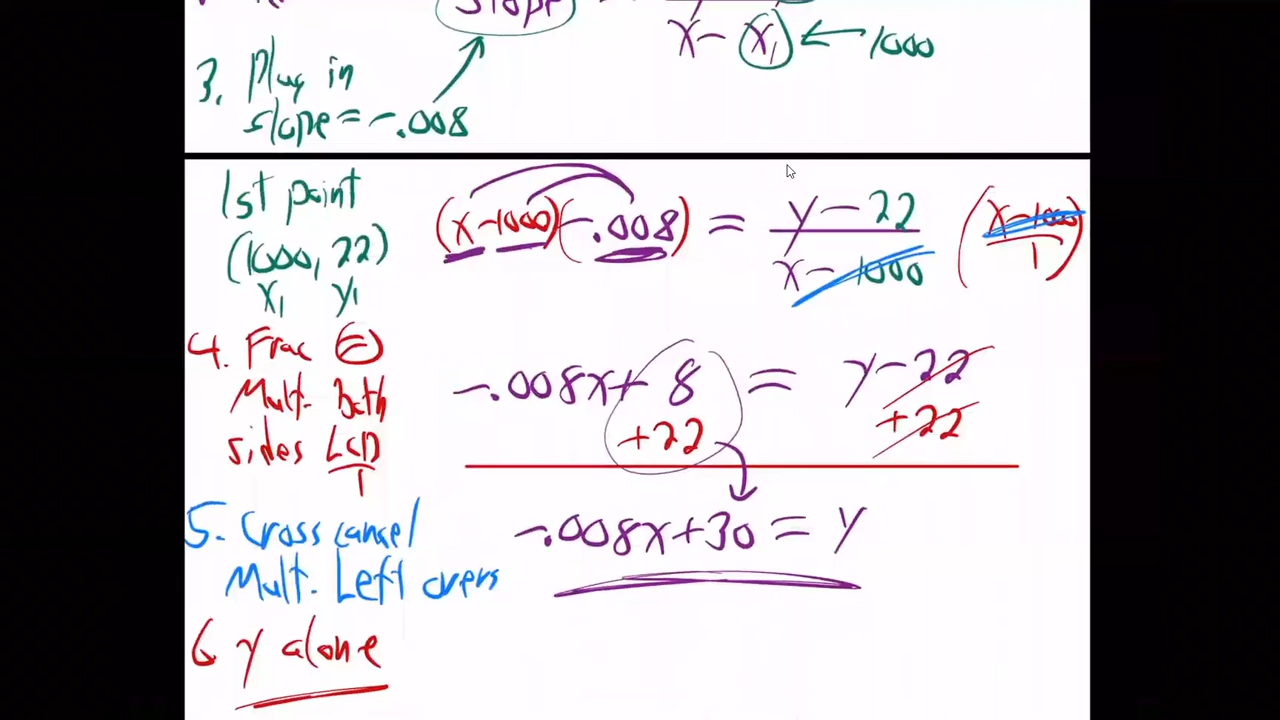 slope
x - x₁ ← 1000
3. Plug in
slope = -.008
1st point
(1000, 22)
x₁ y₁
(x-1000)(-.008) = y-22/x-1000 (x-1000/1)
4. Frac =
Mult. Both
sides LCD/1
-.008x + 8 = y-22
+22 +22
-.008x+30 = y
5. Cross cancel
Mult. Left overs
6 y alone